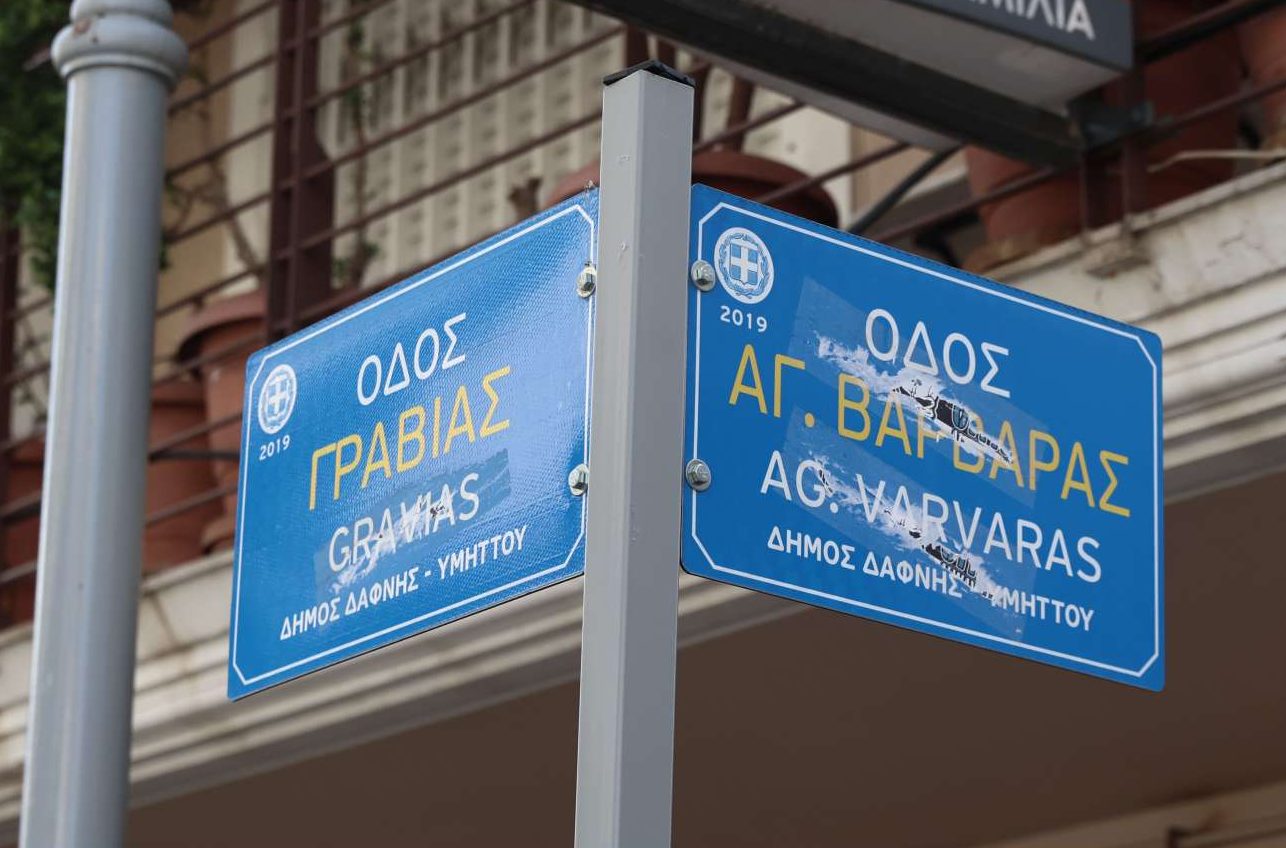 ΜΙΛΙΑ
2019
ΟΔΟΣ
ΓΡΑΒΙΑΣ
GRAVIAS
ΔΗΜΟΣ ΔΑΦΝΗΣ - ΥΜΗΤΤΟΥ
2019
ΟΔΟΣ
ΑΓ. ΒΑΡΒΑΡΑΣ
AG. VARVARAS
ΔΗΜΟΣ ΔΑΦΝΗΣ - ΥΜΗΤΤΟΥ